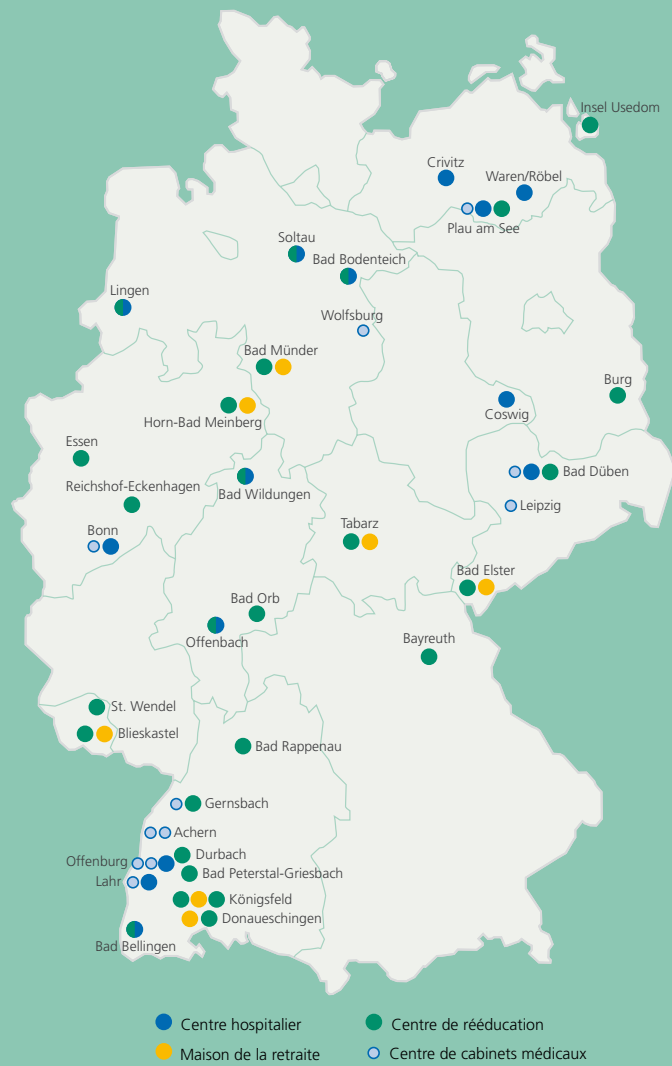 Insel Usedom
Crivitz
Waren/Röbel
Plau am See
Soltau
Bad Bodenteich
Lingen
Wolfsburg
Bad Münder
Burg
Coswig
Horn-Bad Meinberg
Essen
Bad Düben
Reichshof-Eckenhagen
Bad Wildungen
Leipzig
Bonn
Tabarz
Bad Elster
Bad Orb
Offenbach
Bayreuth
St. Wendel
Blieskastel
Bad Rappenau
Gernsbach
Achern
Durbach
Offenburg
Bad Peterstal-Griesbach
Lahr
Königsfeld
Donaueschingen
Bad Bellingen
Centre hospitalier
Centre de rééducation
Maison de la retraite
Centre de cabinets médicaux